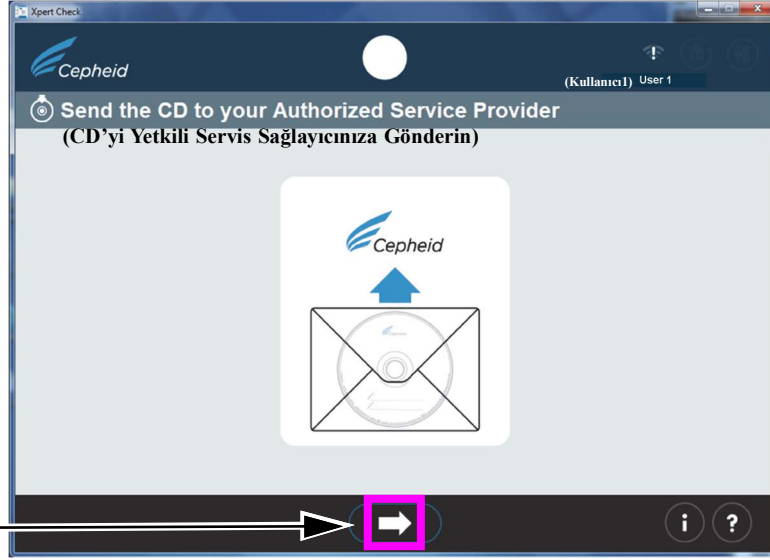 Xpert Check
Cepheid
(Kullanıcı1) User 1
Send the CD to your Authorized Service Provider
(CD’yi Yetkili Servis Sağlayıcınıza Gönderin)
Cepheid
Cepheid
i ?